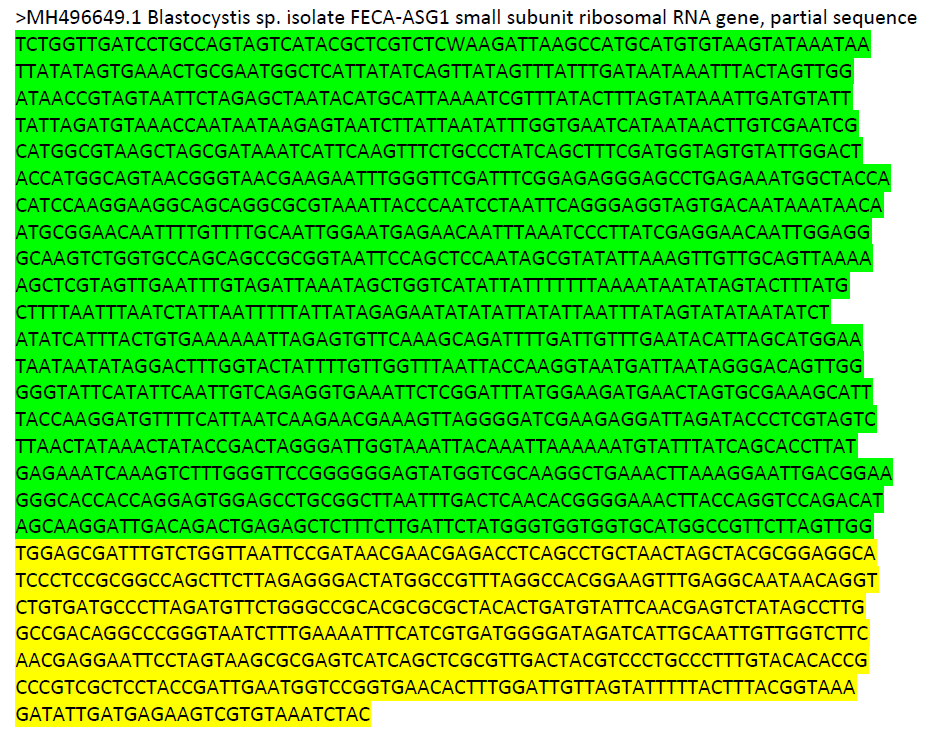 >MH496649.1 Blastocystis sp. isolate FECA-ASG1 small subunit ribosomal RNA gene, partial sequence
TCTGGTTGATCCTGCCAGTAGTCATACGCTCGTCTCWAAGATTAAGCCATGCATGTGTAAGTATAAATAA
TTATATAGTGAAACTGCGAATGGCTCATTATATCAGTTATAGTTTATTTGATAATAAATTTACTAGTTGG
ATAACCGTAGTAATTCTAGAGCTAATACATGCATTAAAATCGTTTATACTTTAGTATAAATTGATGTATT
TATTAGATGTAAACCAATAATAAGAGTAATCTTATTAATATTTGGTGAATCATAATAACTTGTCGAATCG
CATGGCGTAAGCTAGCGATAAATCATTCAAGTTTCTGCCCTATCAGCTTTCGATGGTAGTGTATTGGACT
ACCATGGCAGTAACGGGTAACGAAGAATTTGGGTTCGATTTCGGAGAGGGAGCCTGAGAAATGGCTACCA
CATCCAAGGAAGGCAGCAGGCGCGTAAATTACCCAATCCTAATTCAGGGAGGTAGTGACAATAAATAACA
ATGCGGAACAATTTTGTTTTGCAATTGGAATGAGAACAATTTAAATCCCTTATCGAGGAACAATTGGAGG
GCAAGTCTGGTGCCAGCAGCCGCGGTAATTCCAGCTCCAATAGCGTATATTAAAGTTGTTGCAGTTAAAA
AGCTCGTAGTTGAATTTGTAGATTAAATAGCTGGTCATATTATTTTTTTAAAATAATATAGTACTTTATG
CTTTTAATTTAATCTATTAATTTTTATTATAGAGAATATATATTATATTAATTTATAGTATATAATATCT
ATATCATTTACTGTGAAAAAATTAGAGTGTTCAAAGCAGATTTTGATTGTTTGAATACATTAGCATGGAA
TAATAATATAGGACTTTGGTACTATTTTGTTGGTTTAATTACCAAGGTAATGATTAATAGGGACAGTTGG
GGGTATTCATATTCAATTGTCAGAGGTGAAATTCTCGGATTTATGGAAGATGAACTAGTGCGAAAGCATT
TACCAAGGATGTTTTCATTAATCAAGAACGAAAGTTAGGGGATCGAAGAGGATTAGATACCCTCGTAGTC
TTAACTATAAACTATACCGACTAGGGATTGGTAAATTACAAATTAAAAAATGTATTTATCAGCACCTTAT
GAGAAATCAAAGTCTTTGGGTTCCGGGGGGAGTATGGTCGCAAGGCTGAAACTTAAAGGAATTGACGGAA
GGGCACCACCAGGAGTGGAGCCTGCGGCTTAATTTGACTCAACACGGGGAAACTTACCAGGTCCAGACAT
AGCAAGGATTGACAGACTGAGAGCTCTTTCTTGATTCTATGGGTGGTGGTGCATGGCCGTTCTTAGTTGG
TGGAGCGATTTGTCTGGTTAATTCCGATAACGAACGAGACCTCAGCCTGCTAACTAGCTACGCGGAGGCA
TCCCTCCGCGGCCAGCTTCTTAGAGGGACTATGGCCGTTTAGGCCACGGAAGTTTGAGGCAATAACAGGT
CTGTGATGCCCTTAGATGTTCTGGGCCGCACGCGCGCTACACTGATGTATTCAACGAGTCTATAGCCTTG
GCCGACAGGCCCGGGTAATCTTTGAAAATTTCATCGTGATGGGGATAGATCATTGCAATTGTTGGTCTTC
AACGAGGAATTCCTAGTAAGCGCGAGTCATCAGCTCGCGTTGACTACGTCCCTGCCCTTTGTACACACCG
CCCGTCGCTCCTACCGATTGAATGGTCCGGTGAACACTTTGGATTGTTAGTATTTTTACTTTACGGTAAA
GATATTGATGAGAAGTCGTGTAAATCTAC